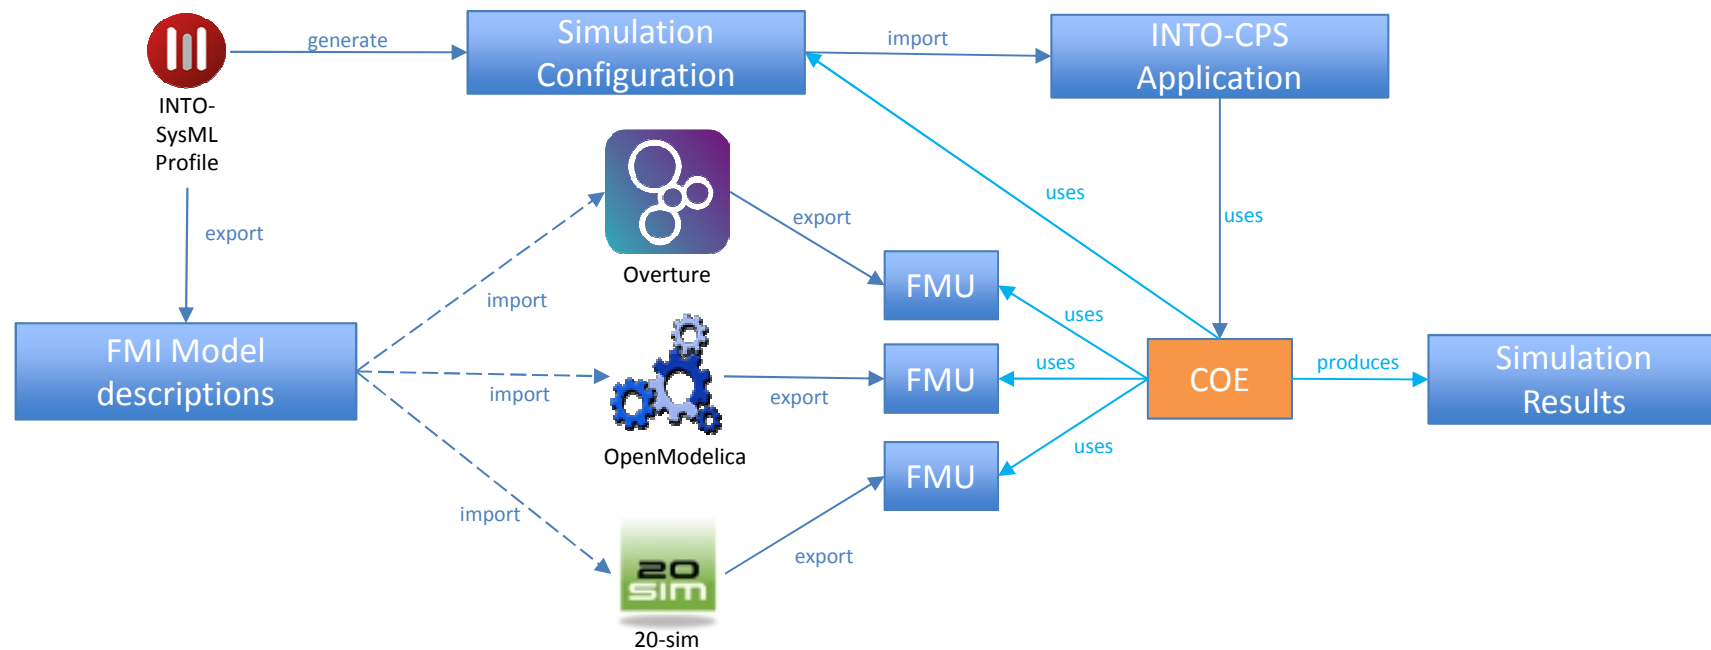 generate
Simulation
Configuration
import
INTO-CPS
Application
INTO-
SysML
Profile
export
uses
uses
export
Overture
import
FMU
uses
FMI Model
descriptions
import
OpenModelica
export
FMU
uses
COE
produces
Simulation
Results
uses
FMU
import
export
20
sim
20-sim